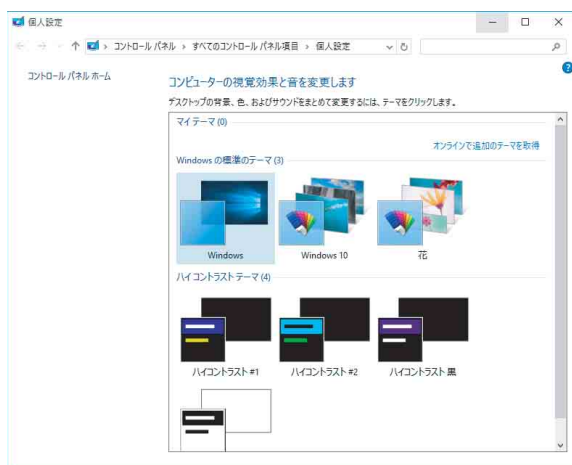 個人設定
コントロール パネル › すべてのコントロール パネル項目 › 個人設定
コントロール パネル ホーム
コンピューターの視覚効果と音を変更します
デスクトップの背景、色、およびサウンドをまとめて変更するには、テーマをクリックします。
マイ テーマ (0)
オンラインで追加のテーマを取得
Windows の標準のテーマ (3)
Windows
Windows 10
花
ハイコントラスト テーマ (4)
ハイコントラスト #1
ハイコントラスト #2
ハイコントラスト 黒